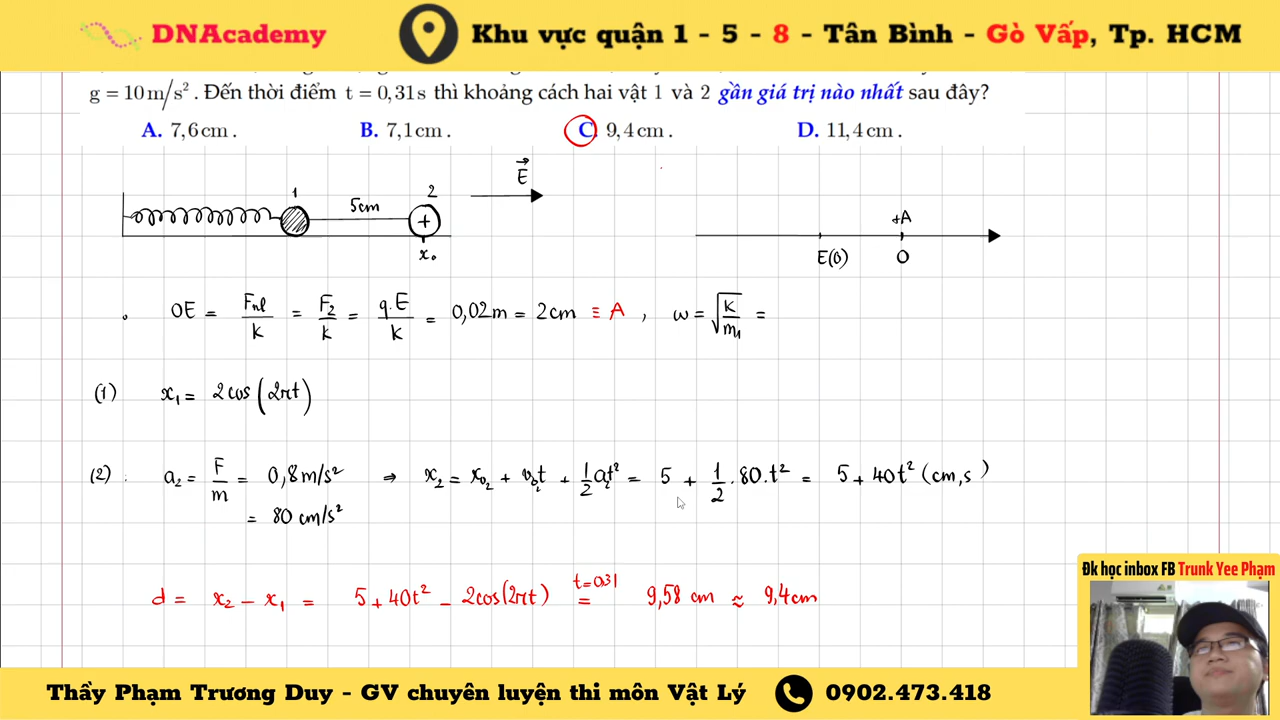 DNAcademy
Khu vực quận 1 - 5 - 8 - Tân Bình - Gò Vấp, Tp. HCM
g = 10 m/s². Đến thời điểm t = 0,31s thì khoảng cách hai vật 1 và 2 gần giá trị nào nhất sau đây?
A. 7,6 cm. B. 7,1 cm. C. 9,4 cm. D. 11,4 cm.
1 5cm 2 E
x₀
+A
E(0) O
OE = Fnl/k = F₂/k = q.E/k = 0,02m = 2cm ≡ A, ω = √(k/m₁) =
(1) x₁ = 2cos(2πt)
(2) a₂ = F/m = 0,8m/s² → x₂ = x₀₂ + v₀₂t + 1/2 a₂t² = 5 + 1/2 . 80.t² = 5 + 40t² (cm,s)
= 80 cm/s²
d = x₂ - x₁ = 5 + 40t² - 2cos(2πt) t=0,31 = 9,58 cm ≈ 9,4cm
Đk học inbox FB Trunk Yee Phạm
Thầy Phạm Trương Duy - GV chuyên luyện thi môn Vật Lý 0902.473.418